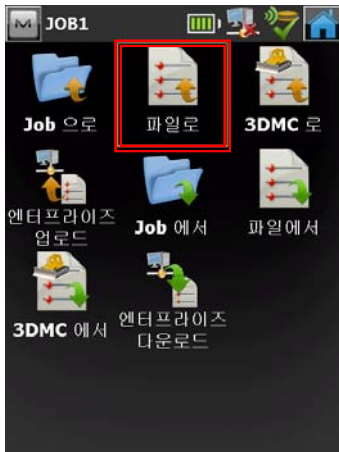 M JOB1
Job 으로
파일로
3DMC 로
엔터프라이즈
업로드
Job 에서
파일에서
3DMC 에서
엔터프라이즈
다운로드